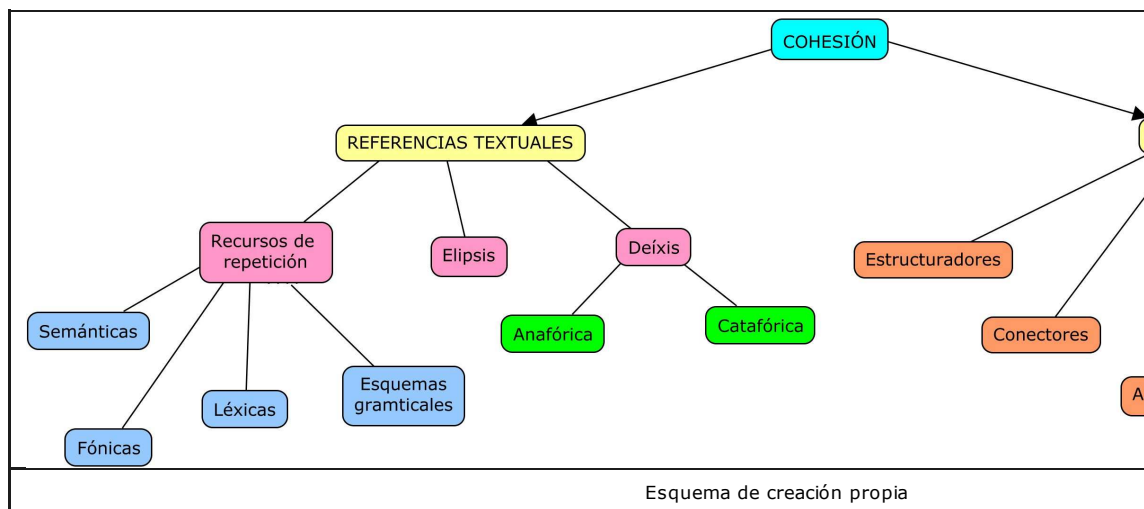 COHESIÓN
REFERENCIAS TEXTUALES
Recursos de
repetición
Elipsis
Deíxis
Estructuradores
Semánticas
Anafórica
Catafórica
Conectores
Esquemas
gramticales
Léxicas
Fónicas
Esquema de creación propia